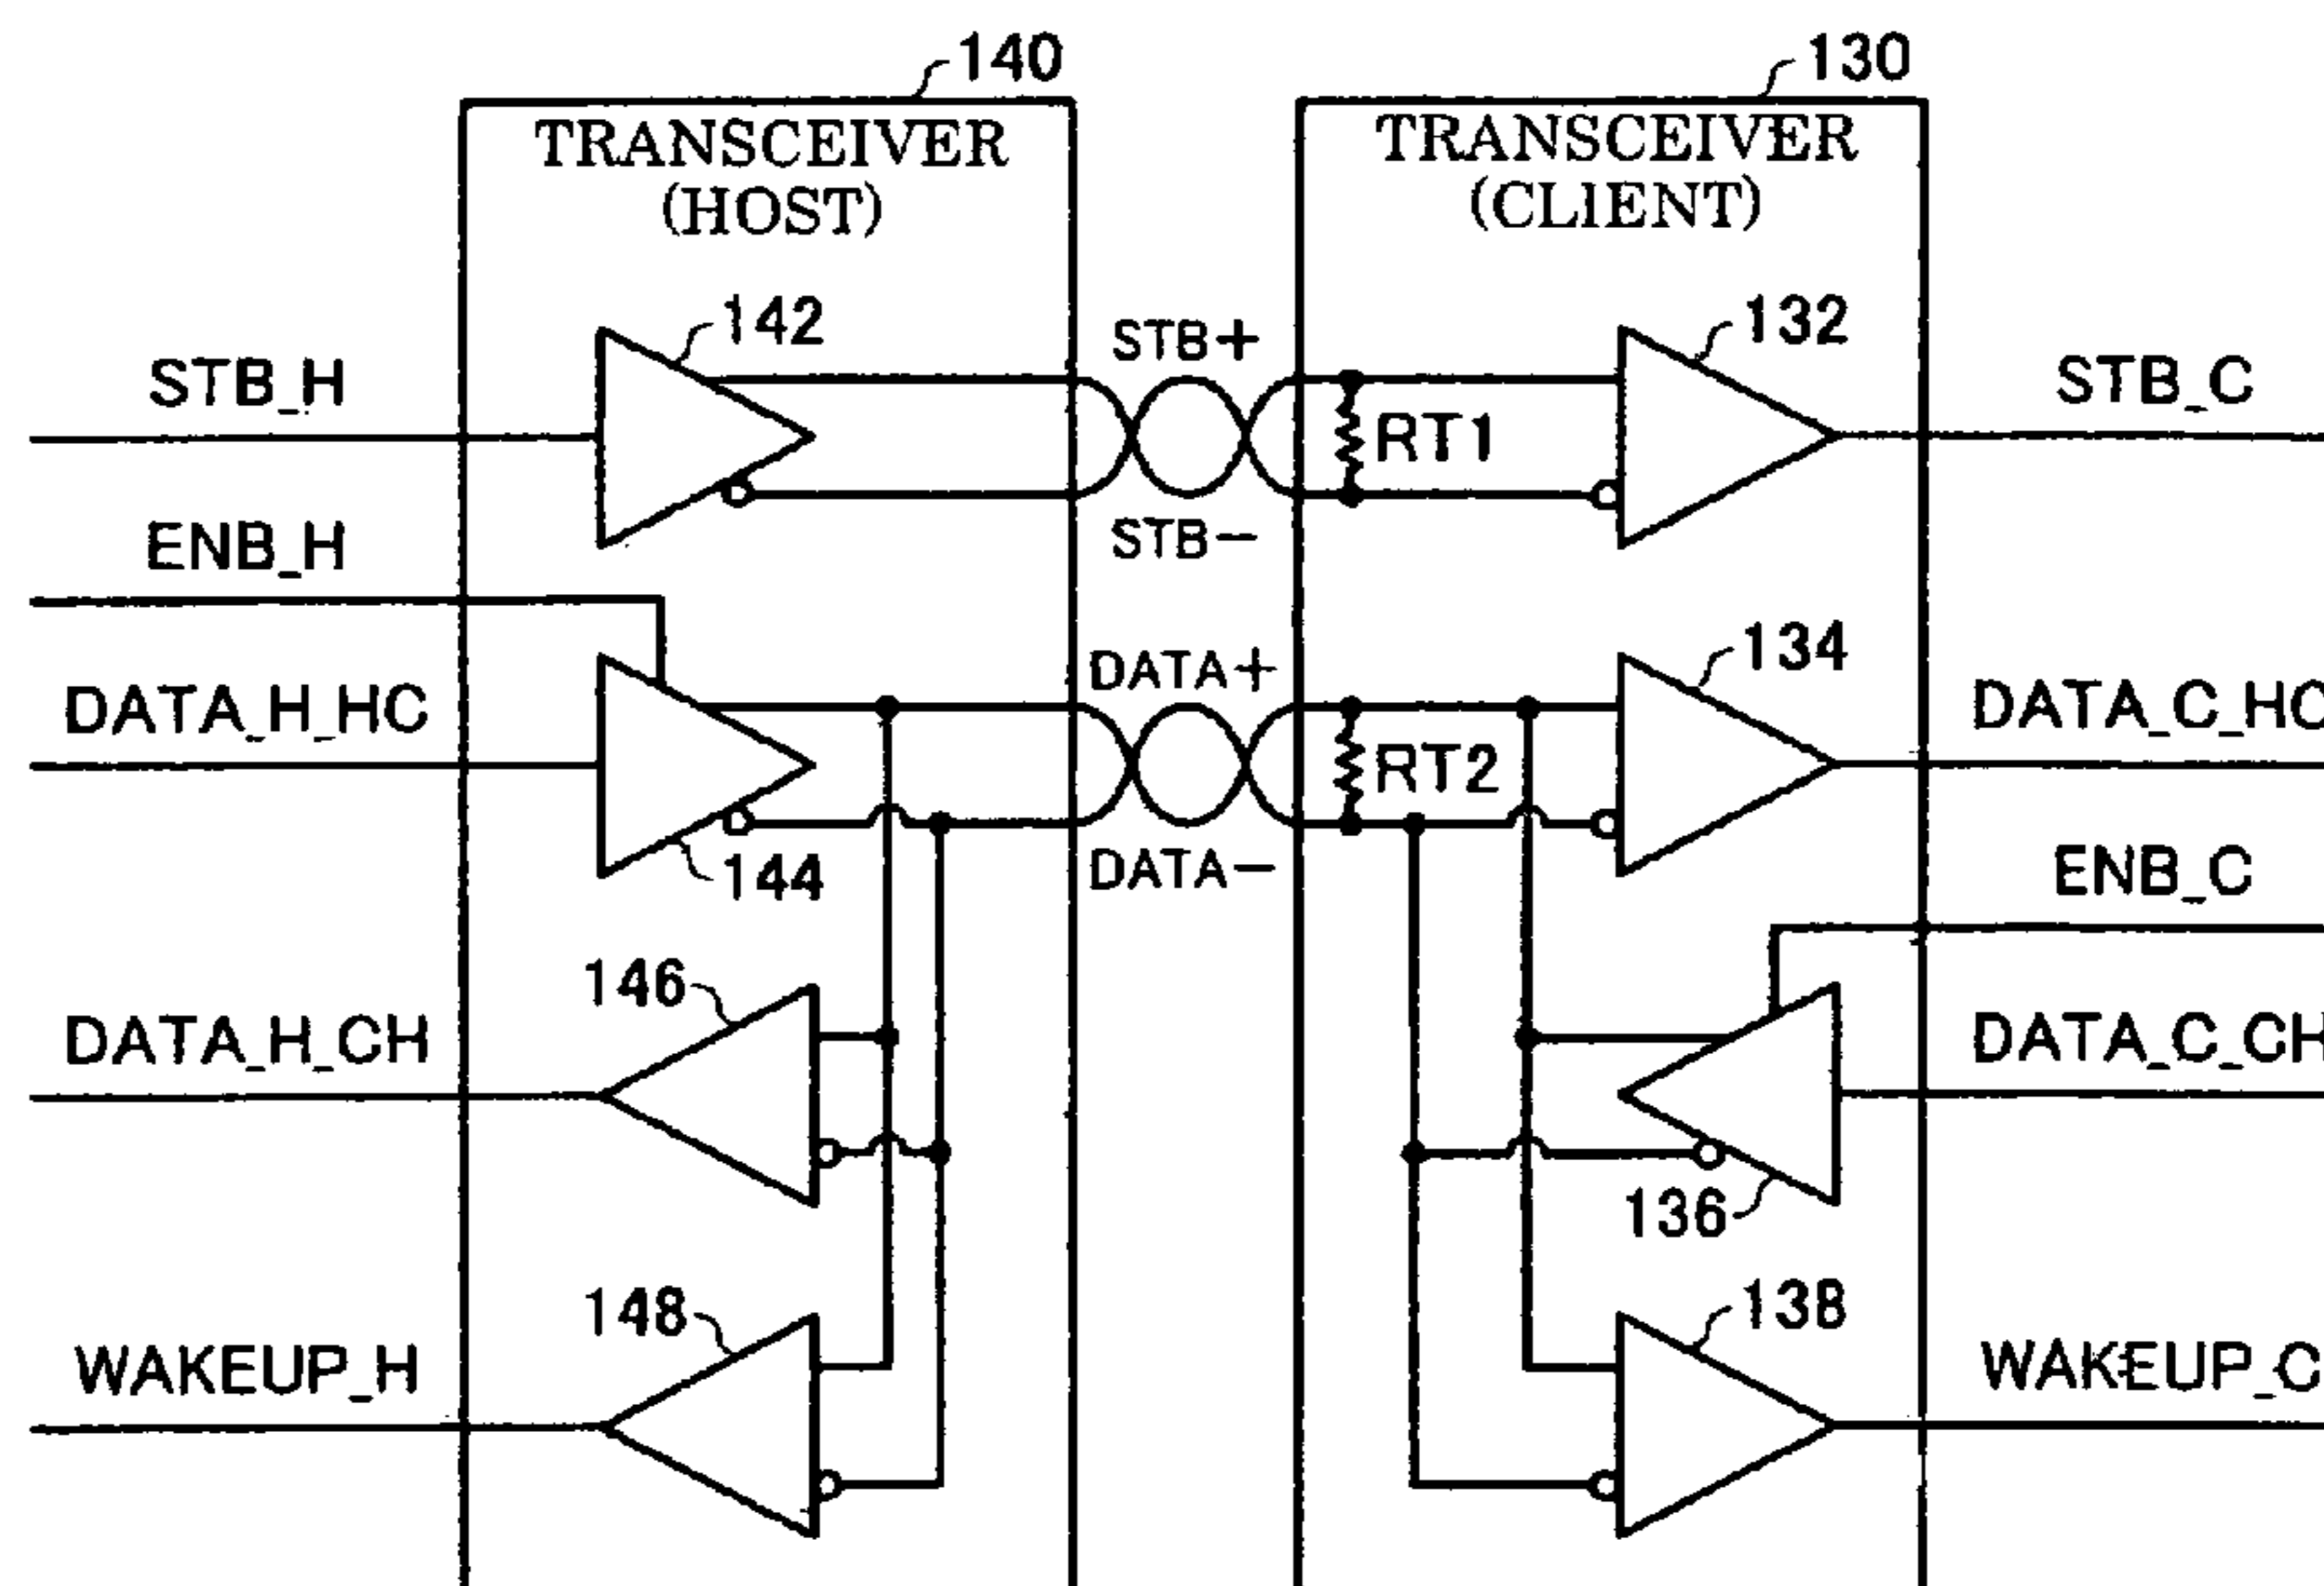 140
130
TRANSCEIVER
(HOST)
TRANSCEIVER
(CLIENT)
142
132
STB_H
STB+
STB_C
RT1
ENB_H
STB-
DATA_H_HC
DATA+
134
DATA_C_HC
RT2
144
DATA-
ENB_C
146
DATA_H_CH
DATA_C_CH
136
148
138
WAKEUP_H
WAKEUP_C